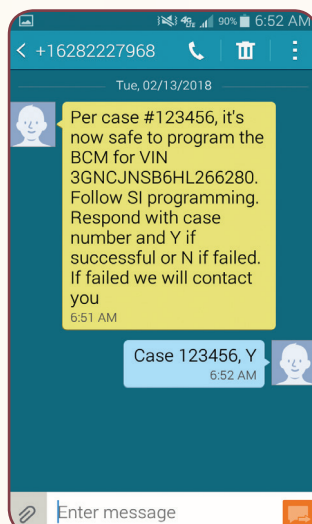 90% 6:52 AM
< +16282227968
Tue, 02/13/2018
Per case #123456, it's
now safe to program the
BCM for VIN
3GNCJNSB6HL266280.
Follow SI programming.
Respond with case
number and Y if
successful or N if failed.
If failed we will contact
you
6:51 AM
Case 123456, Y
6:52 AM
Enter message